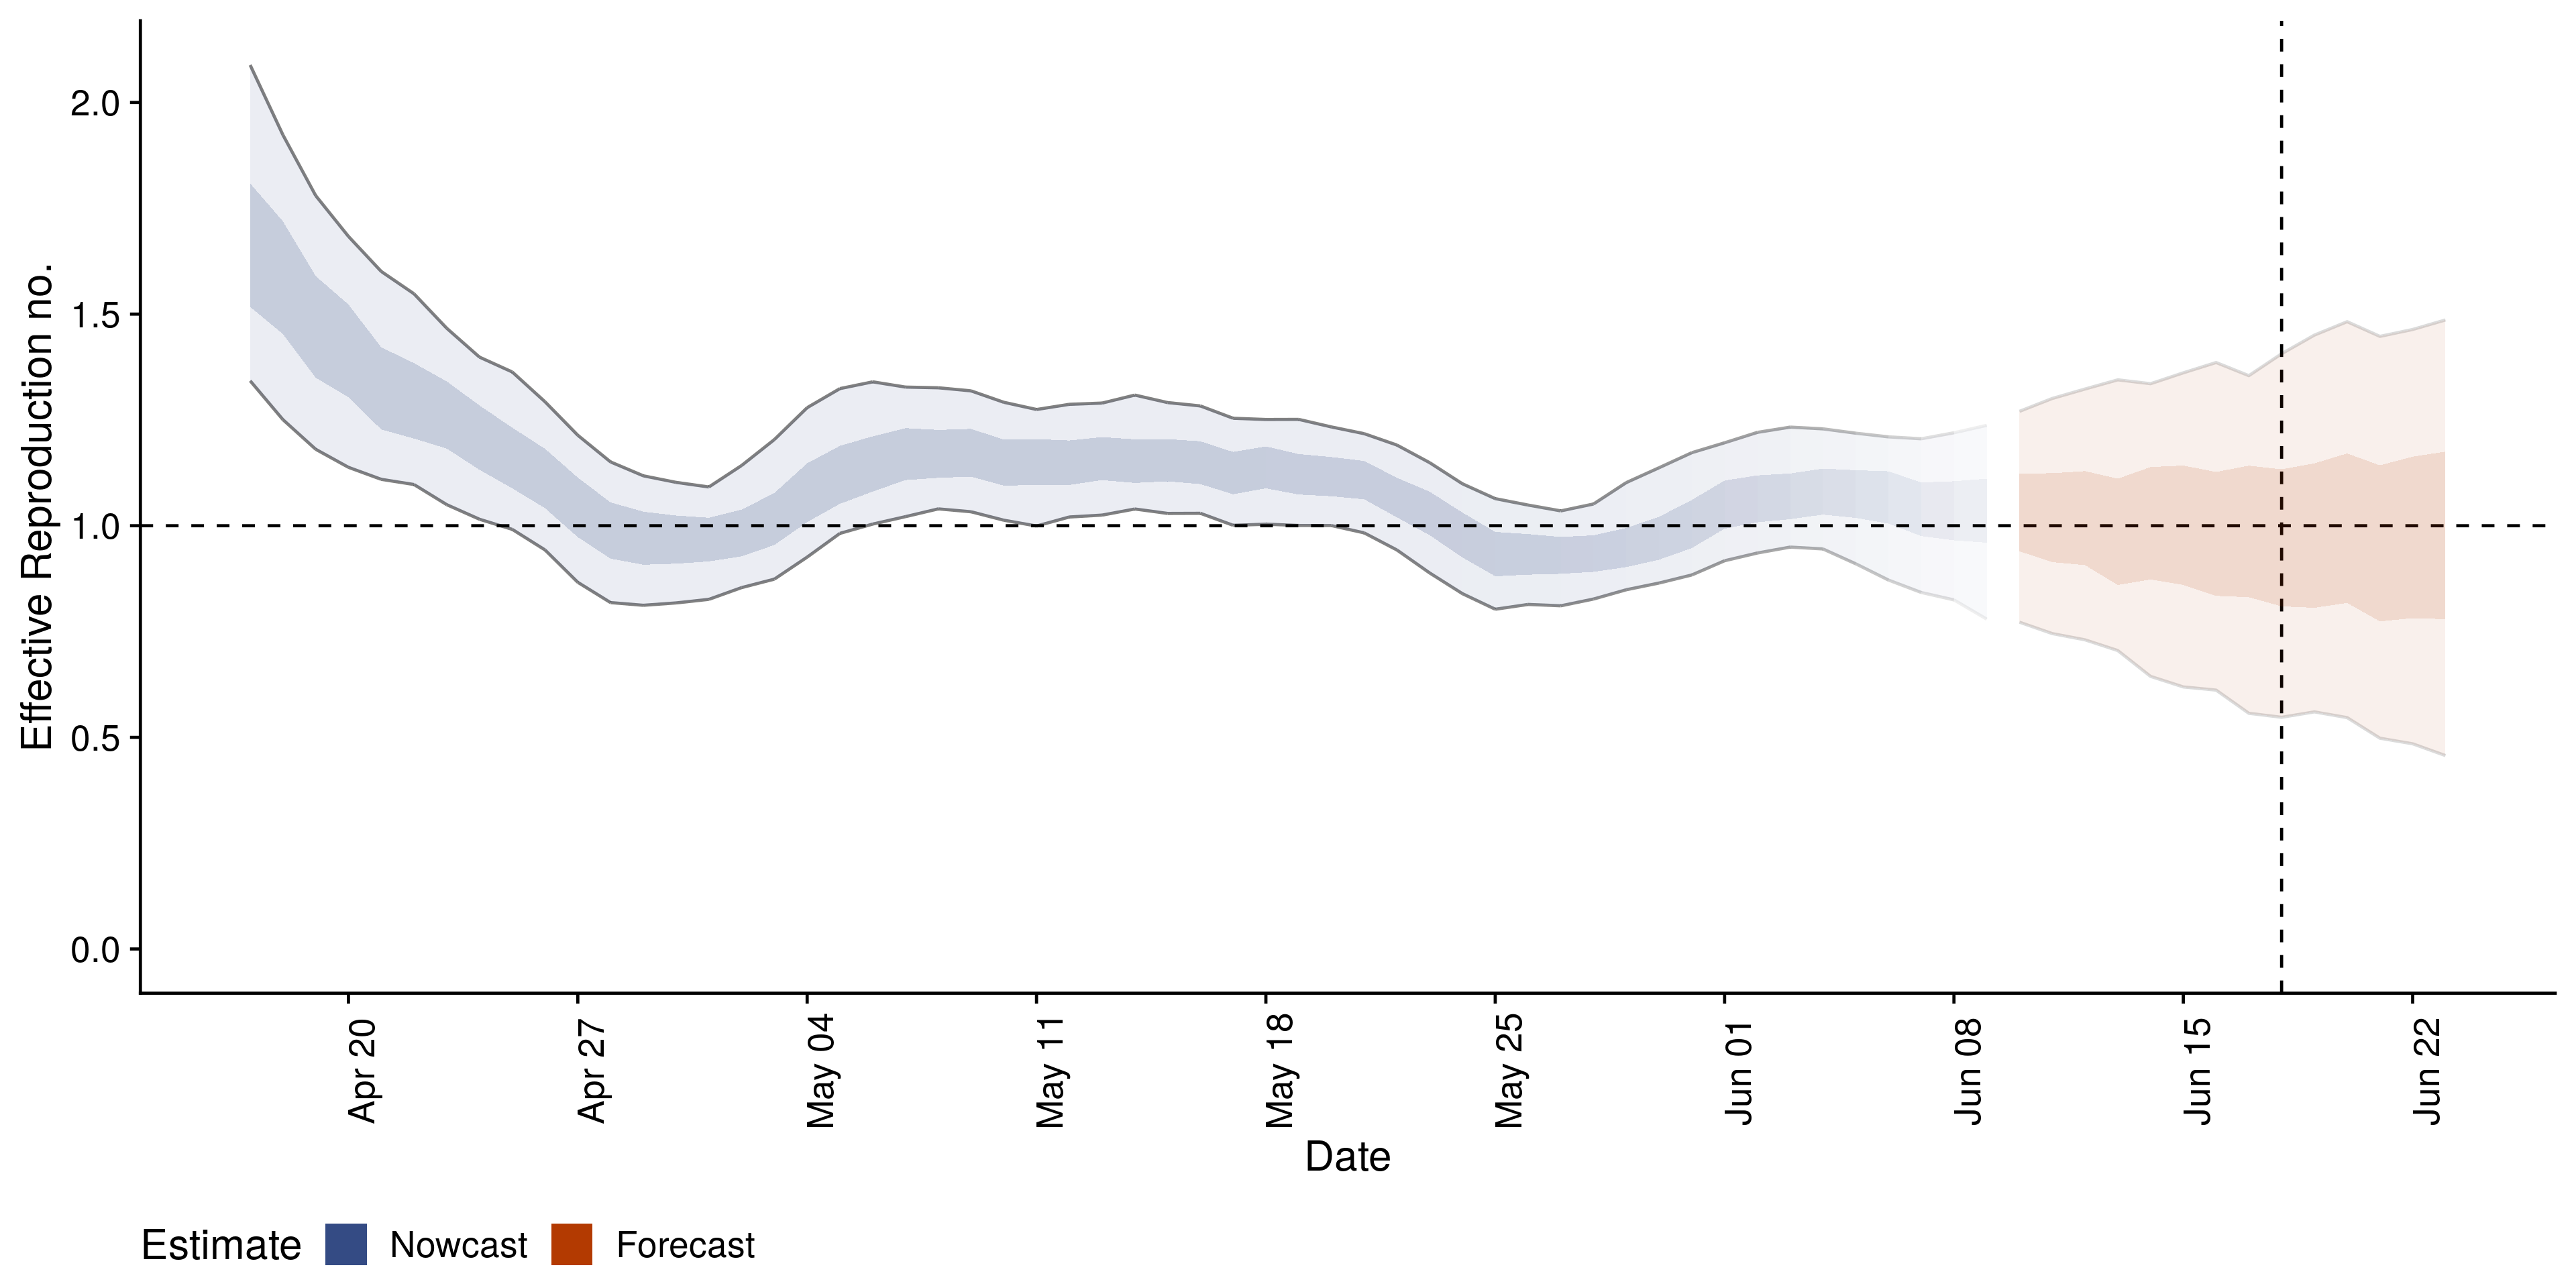 Effective Reproduction no.
2.0
1.5
1.0
0.5
0.0
Apr 20
Apr 27
May 04
May 11
May 18
May 25
Jun 01
Jun 08
Jun 15
Jun 22
Date
Estimate Nowcast Forecast